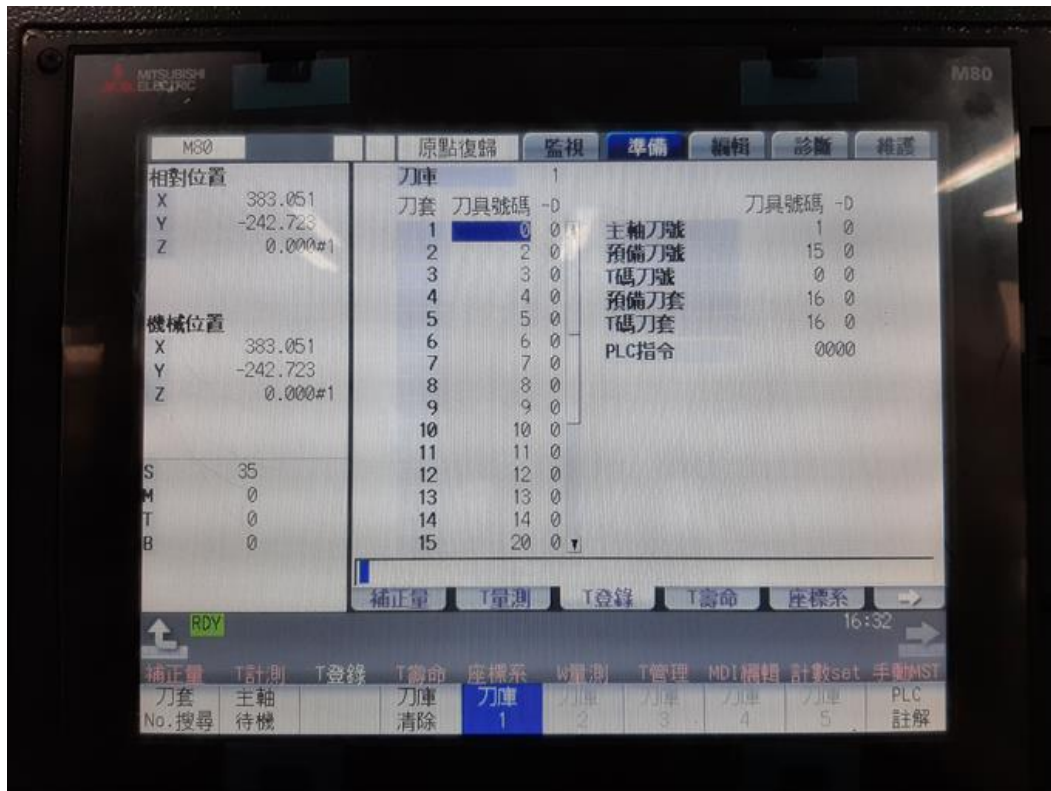 MITSUBISHI
ELECTRIC
M80
M80
原點復歸 監視 準備 編輯 診斷 維護
相對位置
X 383.051
Y -242.723
Z 0.000#1
機械位置
X 383.051
Y -242.723
Z 0.000#1
S 35
M 0
T 0
B 0
刀庫 1
刀套 刀具號碼 -D
1 0 0
2 2 0
3 3 0
4 4 0
5 5 0
6 6 0
7 7 0
8 8 0
9 9 0
10 10 0
11 11 0
12 12 0
13 13 0
14 14 0
15 20 0
刀具號碼 -D
主軸刀號 1 0
預備刀號 15 0
T碼刀號 0 0
預備刀套 16 0
T碼刀套 16 0
PLC指令 0000
補正量 T量測 T登錄 T壽命 座標系
RDY
16:32
補正量 T計測 T登錄 T壽命 座標系 W量測 T管理 MDI編輯 計數set 手動MST
刀套 主軸 刀庫 刀庫 刀庫 刀庫 刀庫 刀庫 PLC
No.搜尋 待機 清除 1 2 3 4 5 註解